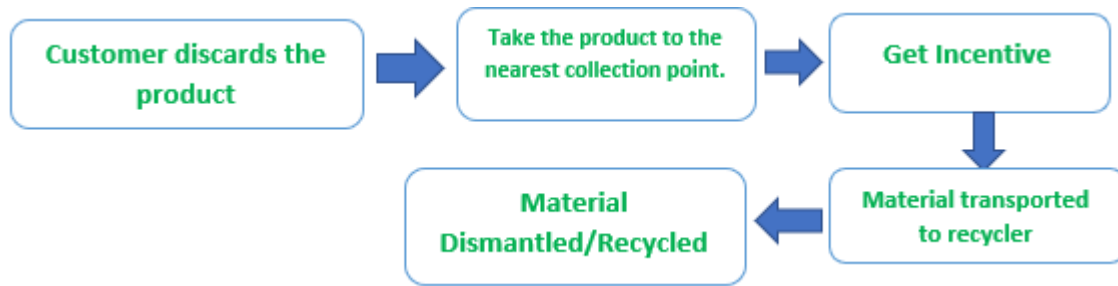 Customer discards the
product
Take the product to the
nearest collection point.
Get Incentive
Material transported
to recycler
Material
Dismantled/Recycled